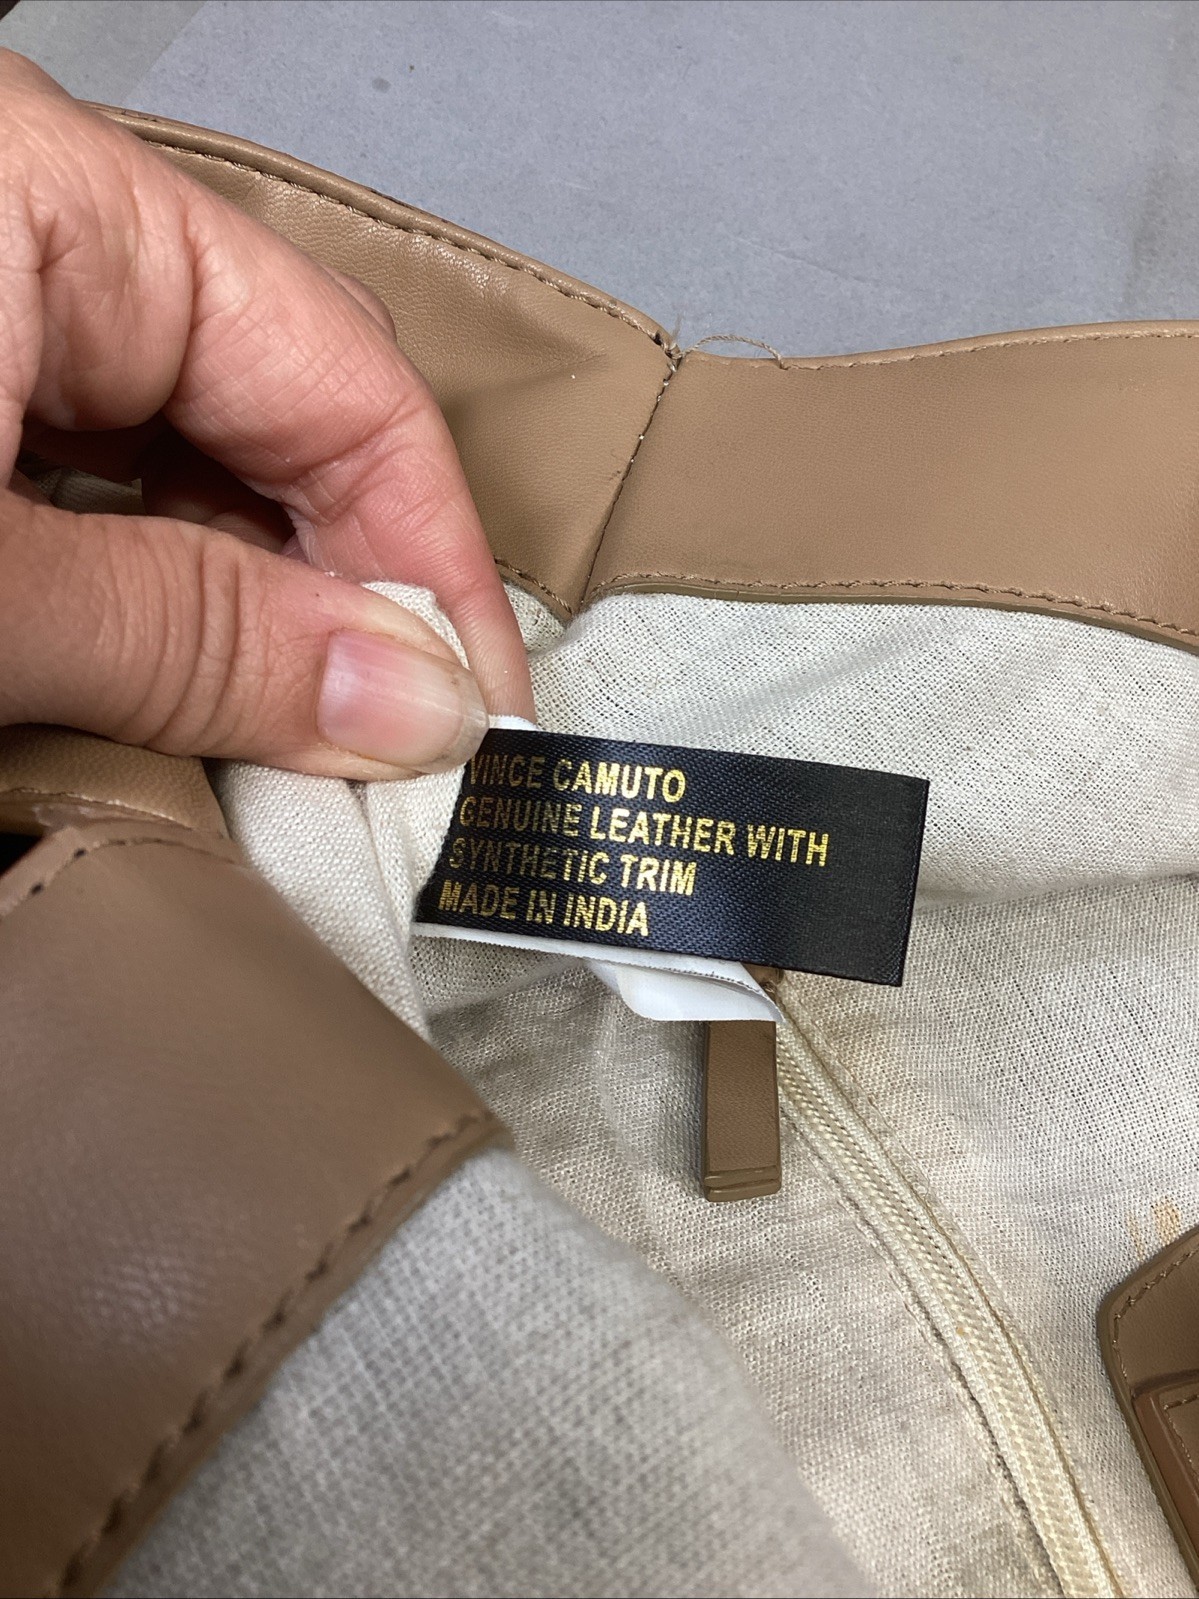 VINCE CAMUTO
GENUINE LEATHER WITH
SYNTHETIC TRIM
MADE IN INDIA